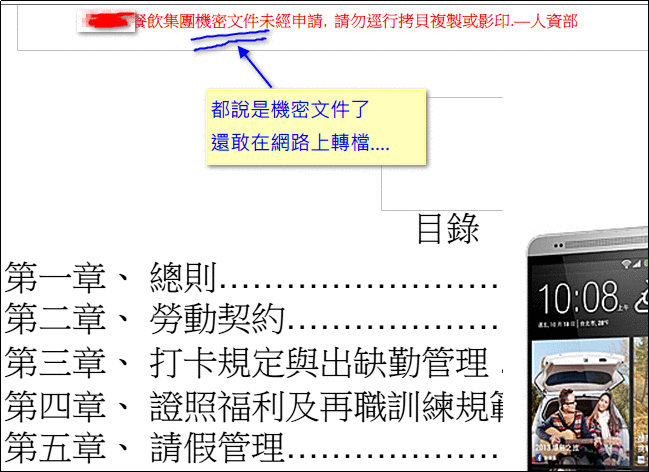 餐飲集團機密文件未經申請, 請勿逕行拷貝複製或影印.—人資部
都說是機密文件了
還敢在網路上轉檔....
目錄
第一章、 總則..........................
第二章、 勞動契約...................
第三章、 打卡規定與出缺勤管理 .
第四章、 證照福利及再職訓練規範
第五章、 請假管理...................
10:08 上午